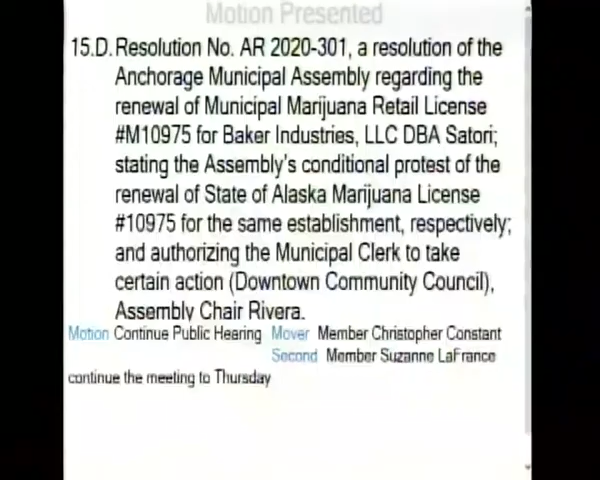 Motion Presented
15.D. Resolution No. AR 2020-301, a resolution of the
Anchorage Municipal Assembly regarding the
renewal of Municipal Marijuana Retail License
#M10975 for Baker Industries, LLC DBA Satori;
stating the Assembly's conditional protest of the
renewal of State of Alaska Marijuana License
#10975 for the same establishment, respectively;
and authorizing the Municipal Clerk to take
certain action (Downtown Community Council),
Assembly Chair Rivera.
Motion Continue Public Hearing Mover Member Christopher Constant
Second Member Suzanne LaFrance
continue the meeting to Thursday